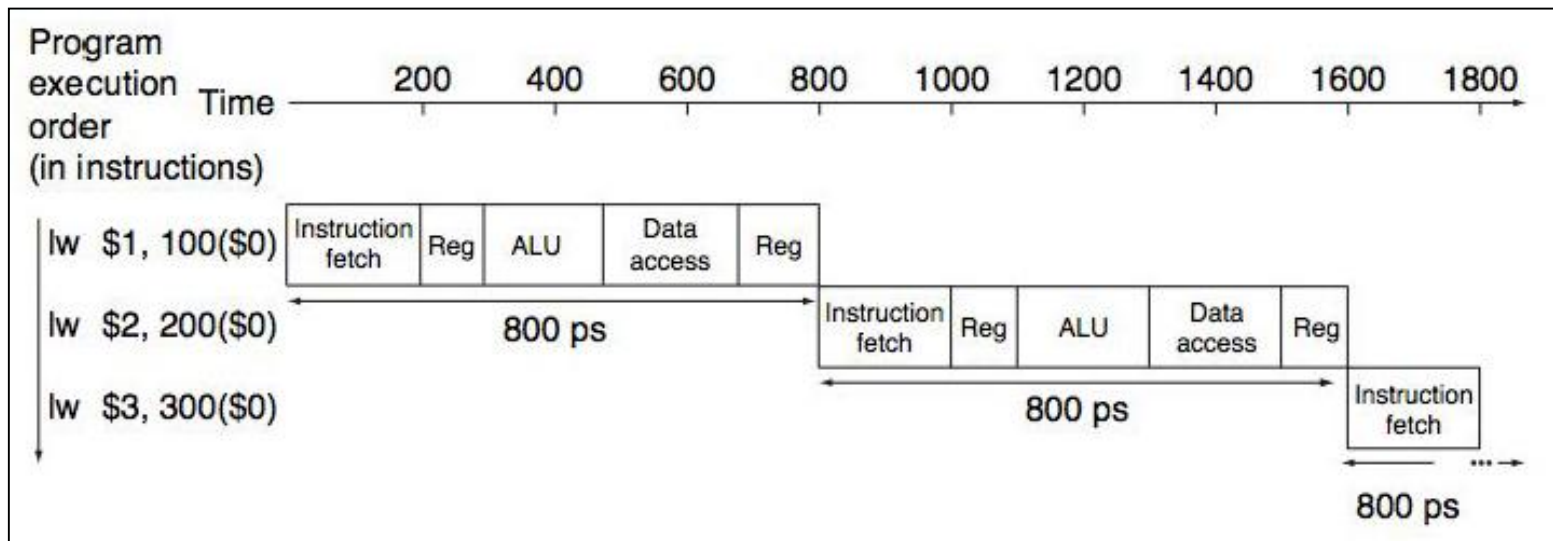 Program
execution
order
(in instructions)
Time
200 400 600 800 1000 1200 1400 1600 1800
lw $1, 100($0)
Instruction
fetch
Reg
ALU
Data
access
Reg
800 ps
lw $2, 200($0)
Instruction
fetch
Reg
ALU
Data
access
Reg
800 ps
lw $3, 300($0)
Instruction
fetch
...
800 ps